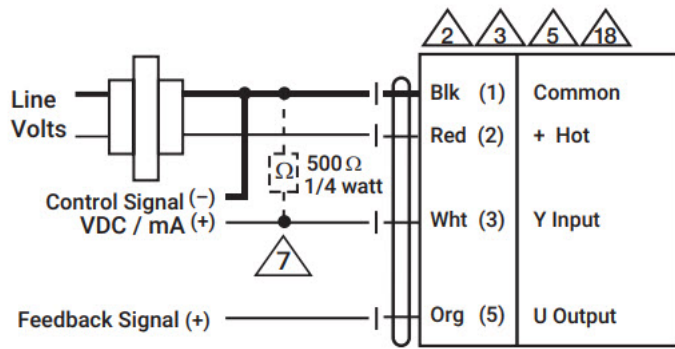 2 3 5 18
Line
Volts
Blk (1) Common
Red (2) + Hot
Ω 500 Ω
1/4 watt
Control Signal (–)
VDC / mA (+)
Wht (3) Y Input
7
Feedback Signal (+)
Org (5) U Output